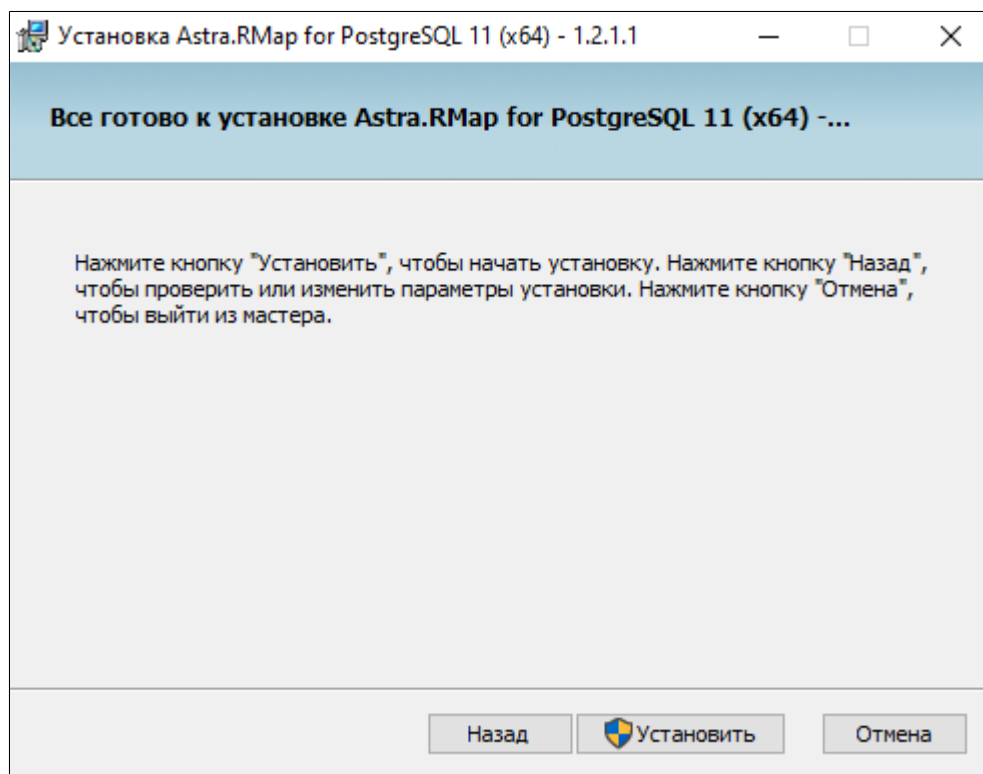 Установка Astra.RMap for PostgreSQL 11 (x64) - 1.2.1.1
Все готово к установке Astra.RMap for PostgreSQL 11 (x64) -...
Нажмите кнопку "Установить", чтобы начать установку. Нажмите кнопку "Назад",
чтобы проверить или изменить параметры установки. Нажмите кнопку "Отмена",
чтобы выйти из мастера.
Назад
Установить
Отмена